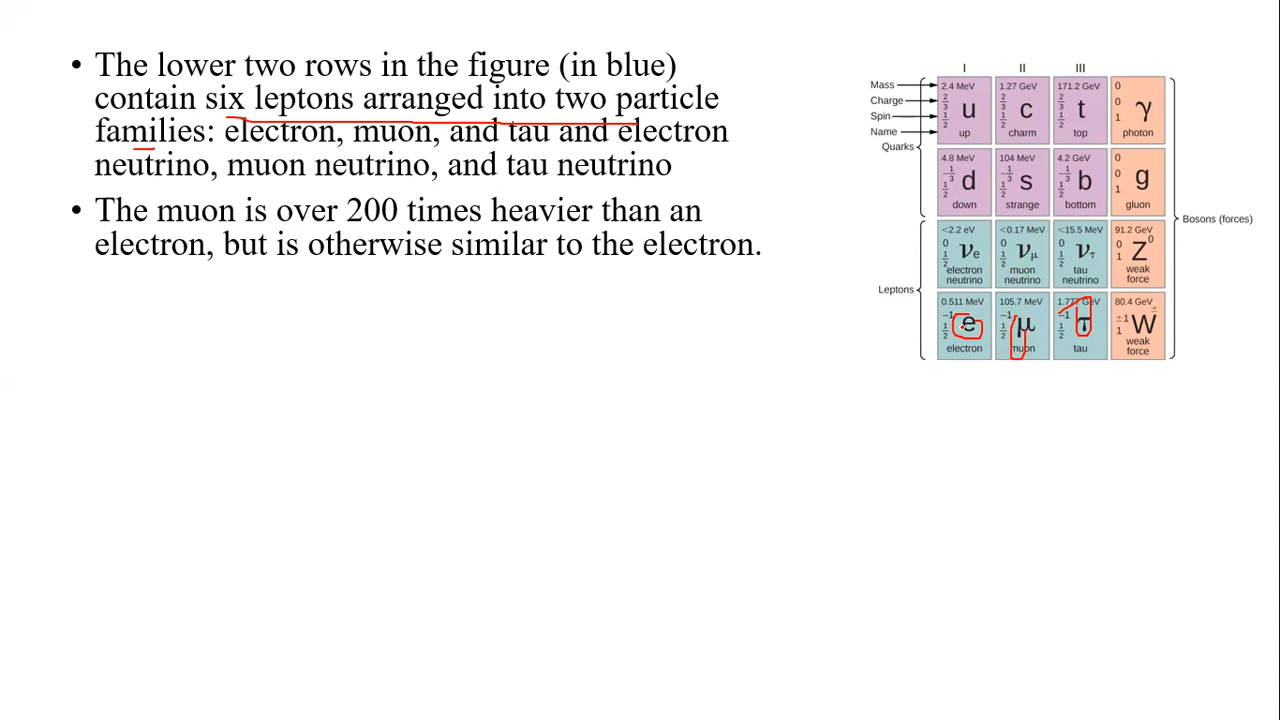 • The lower two rows in the figure (in blue)
contain six leptons arranged into two particle
families: electron, muon, and tau and electron
neutrino, muon neutrino, and tau neutrino
• The muon is over 200 times heavier than an
electron, but is otherwise similar to the electron.
I II III
Mass
Charge
Spin
Name
Quarks
2.4 MeV
2/3
1/2
u
up
1.27 GeV
2/3
1/2
c
charm
171.2 GeV
2/3
1/2
t
top
0
0
1
γ
photon
4.8 MeV
-1/3
1/2
d
down
104 MeV
-1/3
1/2
s
strange
4.2 GeV
-1/3
1/2
b
bottom
0
0
1
g
gluon
Bosons (forces)
Leptons
<2.2 eV
0
1/2
νe
electron
neutrino
<0.17 MeV
0
1/2
νμ
muon
neutrino
<15.5 MeV
0
1/2
ντ
tau
neutrino
91.2 GeV
0
1
Z0
weak
force
0.511 MeV
-1
1/2
e
electron
105.7 MeV
-1
1/2
μ
muon
1.777 GeV
-1
1/2
τ
tau
80.4 GeV
±1
1
W±
weak
force